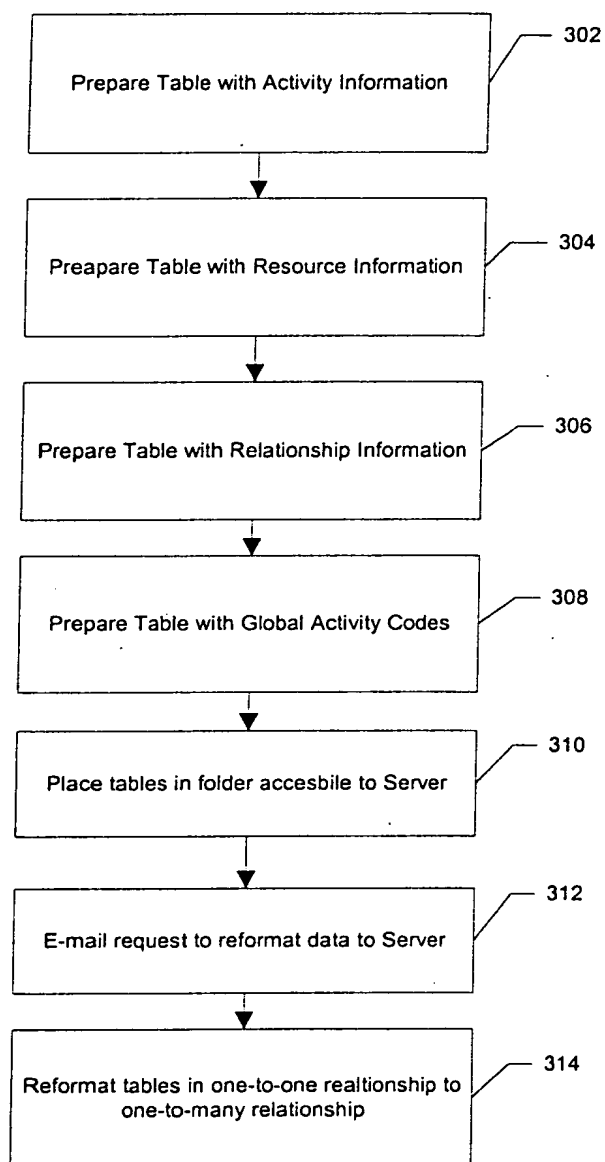 302
Prepare Table with Activity Information
304
Preapare Table with Resource Information
306
Prepare Table with Relationship Information
308
Prepare Table with Global Activity Codes
310
Place tables in folder accesbile to Server
312
E-mail request to reformat data to Server
314
Reformat tables in one-to-one realtionship to
one-to-many relationship